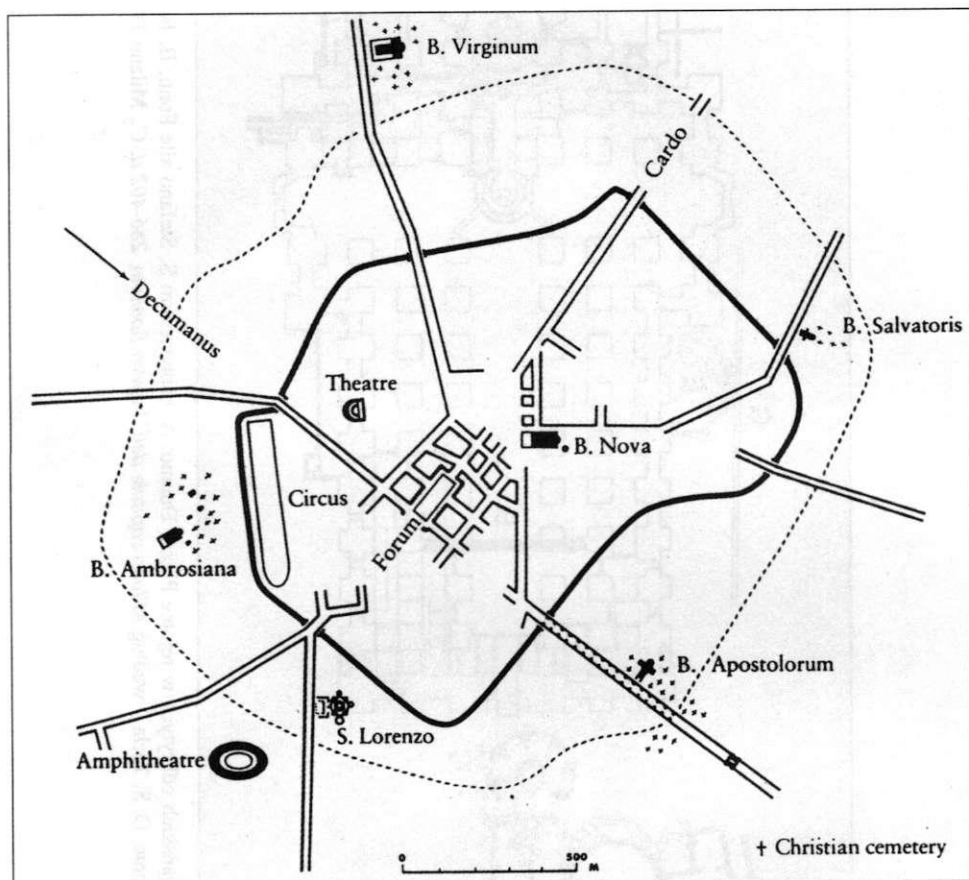 B. Virginum
Cardo
Decumanus
B. Salvatoris
Theatre
B. Nova
Circus
Forum
B. Ambrosiana
B. Apostolorum
S. Lorenzo
Amphitheatre
† Christian cemetery
0 500
M